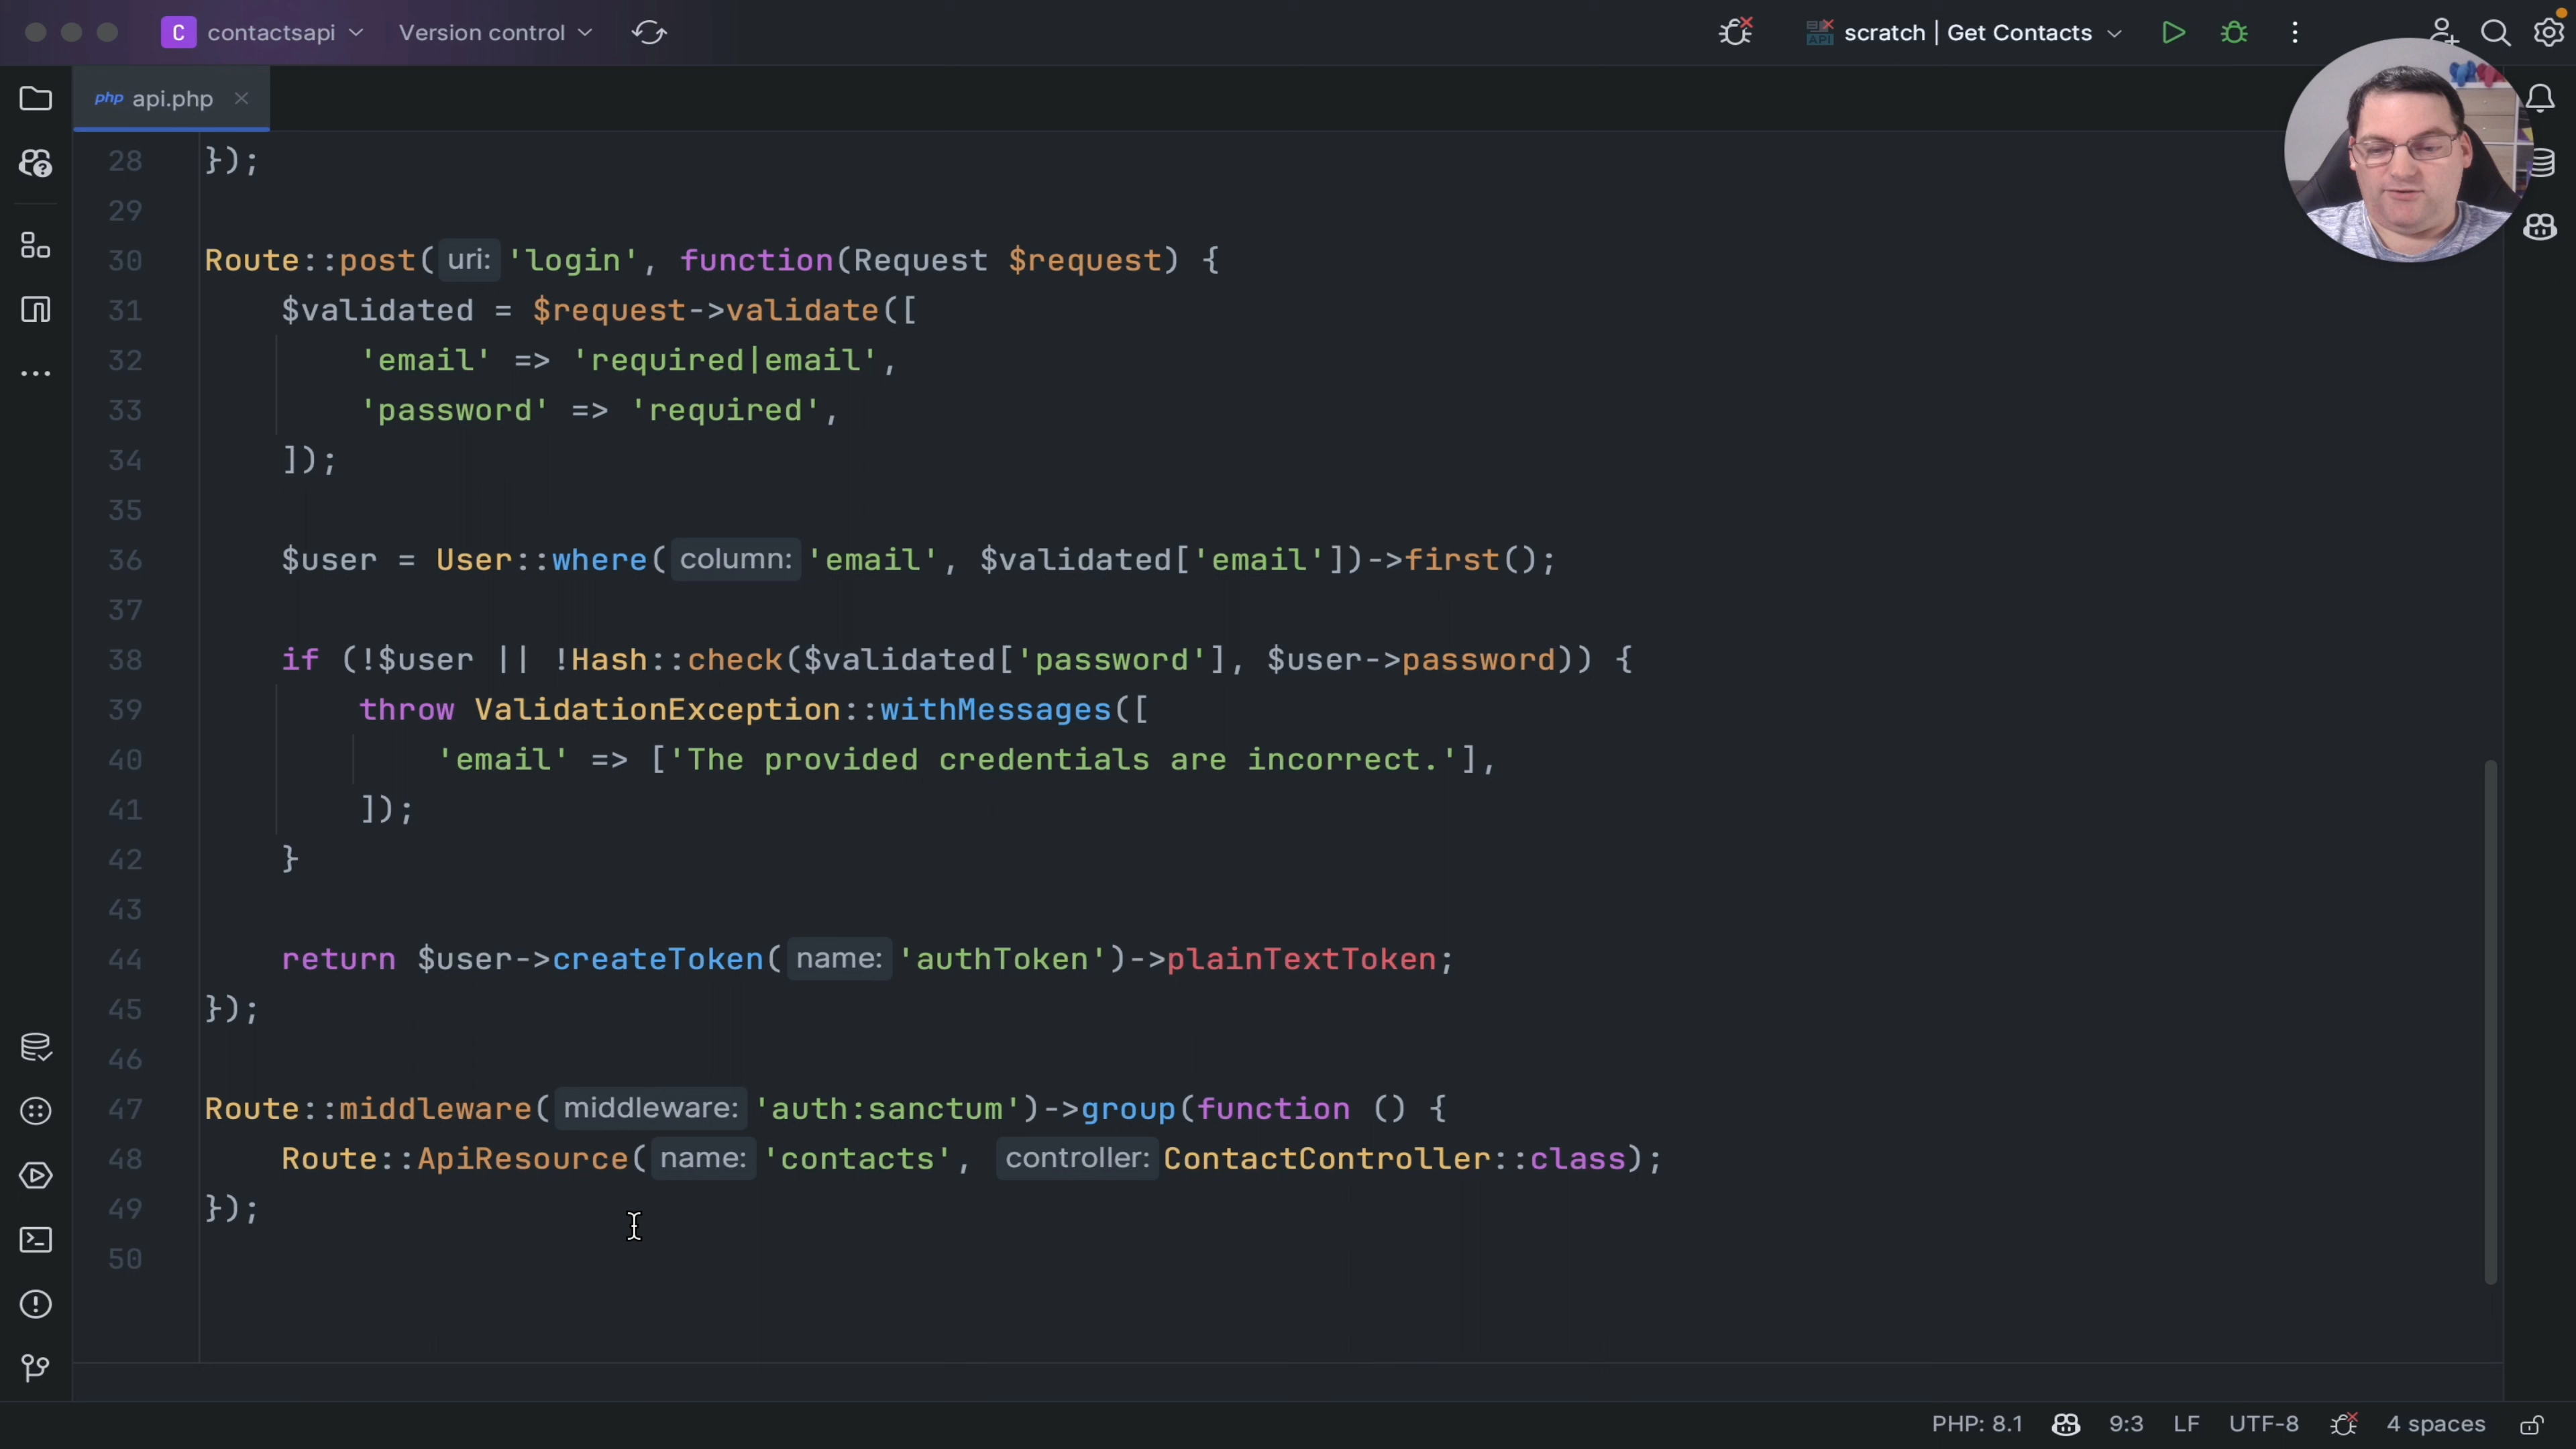 C contactsapi Version control API scratch | Get Contacts
php api.php
28 });
29
30 Route::post( uri: 'login', function(Request $request) {
31 $validated = $request->validate([
32 'email' => 'required|email',
33 'password' => 'required',
34 ]);
35
36 $user = User::where( column: 'email', $validated['email'])->first();
37
38 if (!$user || !Hash::check($validated['password'], $user->password)) {
39 throw ValidationException::withMessages([
40 'email' => ['The provided credentials are incorrect.'],
41 ]);
42 }
43
44 return $user->createToken( name: 'authToken')->plainTextToken;
45 });
46
47 Route::middleware( middleware: 'auth:sanctum')->group(function () {
48 Route::ApiResource( name: 'contacts', controller: ContactController::class);
49 });
50
PHP: 8.1 9:3 LF UTF-8 4 spaces